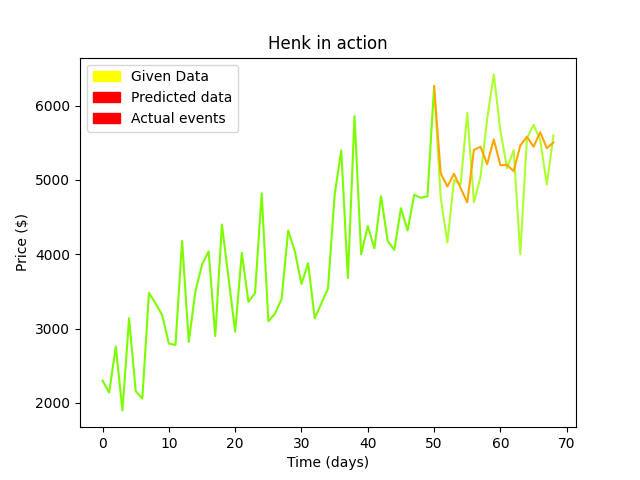 Henk in action
Given Data
Predicted data
Actual events
Price ($)
6000
5000
4000
3000
2000
0 10 20 30 40 50 60 70
Time (days)